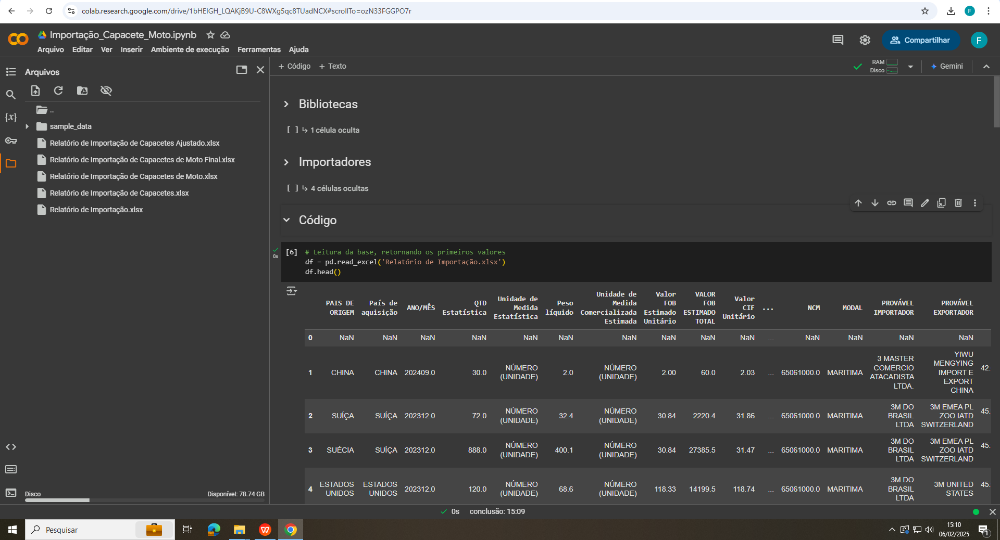 colab.research.google.com/drive/1bHEIGH_LQAKjB9U-C8WXg5qc8TUadNCX#scrollTo=ozN33FGGPO7r
F
Importação_Capacete_Moto.ipynb
Arquivo Editar Ver Inserir Ambiente de execução Ferramentas Ajuda
Compartilhar
F
Arquivos
+ Código + Texto
RAM
Disco
Gemini
..
sample_data
Relatório de Importação de Capacetes Ajustado.xlsx
Relatório de Importação de Capacetes de Moto Final.xlsx
Relatório de Importação de Capacetes de Moto.xlsx
Relatório de Importação de Capacetes.xlsx
Relatório de Importação.xlsx
{x}
Disco
Disponível: 78.74 GB
Bibliotecas
[ ] ↳ 1 célula oculta
Importadores
[ ] ↳ 4 células ocultas
Código
0s
[6] # Leitura da base, retornando os primeiros valores
df = pd.read_excel('Relatório de Importação.xlsx')
df.head()
PAIS DE ORIGEM País de aquisição ANO/MÊS QTD Estatística Unidade de Medida Estatística Peso líquido Unidade de Medida Comercializada Estimada Valor FOB Estimado Unitário VALOR FOB ESTIMADO TOTAL Valor CIF Unitário ... NCM MODAL PROVÁVEL IMPORTADOR PROVÁVEL EXPORTADOR
0 NaN NaN NaN NaN NaN NaN NaN NaN NaN NaN ... NaN NaN NaN NaN
1 CHINA CHINA 202409.0 30.0 NÚMERO (UNIDADE) 2.0 NÚMERO (UNIDADE) 2.00 60.0 2.03 ... 65061000.0 MARITIMA 3 MASTER COMERCIO ATACADISTA LTDA. YIWU MENGYING IMPORT E EXPORT CHINA 42.
2 SUÍÇA SUÍÇA 202312.0 72.0 NÚMERO (UNIDADE) 32.4 NÚMERO (UNIDADE) 30.84 2220.4 31.86 ... 65061000.0 MARITIMA 3M DO BRASIL LTDA 3M EMEA PL ZOO IATD SWITZERLAND 45.
3 SUÉCIA SUÍÇA 202312.0 888.0 NÚMERO (UNIDADE) 400.1 NÚMERO (UNIDADE) 30.84 27385.5 31.47 ... 65061000.0 MARITIMA 3M DO BRASIL LTDA 3M EMEA PL ZOO IATD SWITZERLAND 45.
4 ESTADOS UNIDOS ESTADOS UNIDOS 202312.0 120.0 NÚMERO (UNIDADE) 68.6 NÚMERO (UNIDADE) 118.33 14199.5 118.74 ... 65061000.0 MARITIMA 3M DO BRASIL LTDA 3M UNITED STATES 45.
0s conclusão: 15:09
Pesquisar
15:10
06/02/2025
1